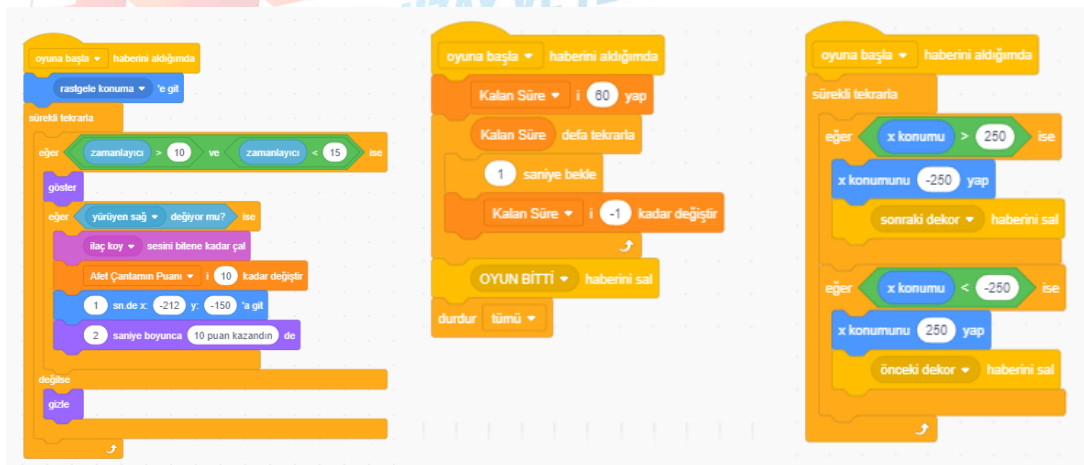 oyuna başla haberini aldığımda
rastgele konuma 'e git
sürekli tekrarla
eğer zamanlayıcı > 10 ve zamanlayıcı < 15 ise
göster
eğer yürüyen sağ değiyor mu? ise
ilaç koy sesini bitene kadar çal
Afet Çantamın Puanı i 10 kadar değiştir
1 sn.de x: -212 y: -150 'a git
2 saniye boyunca 10 puan kazandın de
değilse
gizle
oyuna başla haberini aldığımda
Kalan Süre i 60 yap
Kalan Süre defa tekrarla
1 saniye bekle
Kalan Süre i -1 kadar değiştir
OYUN BİTTİ haberini sal
durdur tümü
oyuna başla haberini aldığımda
sürekli tekrarla
eğer x konumu > 250 ise
x konumunu -250 yap
sonraki dekor haberini sal
eğer x konumu < -250 ise
x konumunu 250 yap
önceki dekor haberini sal